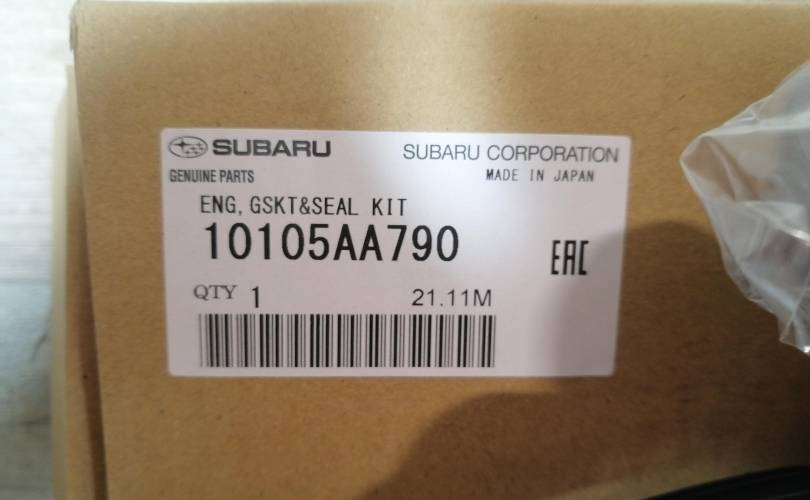 SUBARU SUBARU CORPORATION
GENUINE PARTS MADE IN JAPAN
ENG, GSKT&SEAL KIT
10105AA790
EAC
QTY 1 21.11M